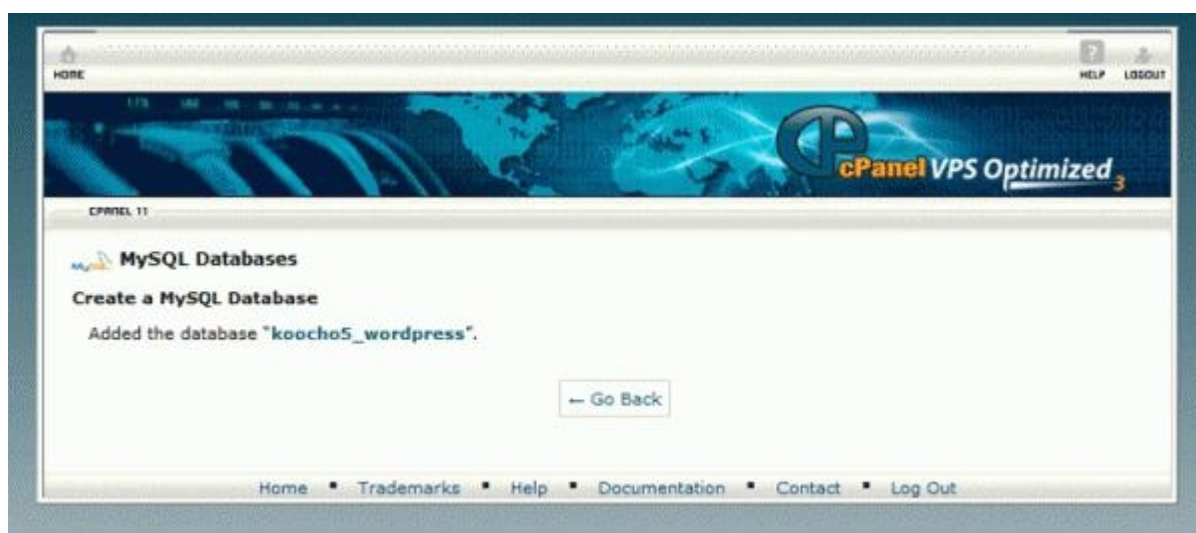 HOME
HELP LOGOUT
cPanel VPS Optimized 3
CPANEL 11
MySQL MySQL Databases
Create a MySQL Database
Added the database "koocho5_wordpress".
← Go Back
Home ▪ Trademarks ▪ Help ▪ Documentation ▪ Contact ▪ Log Out